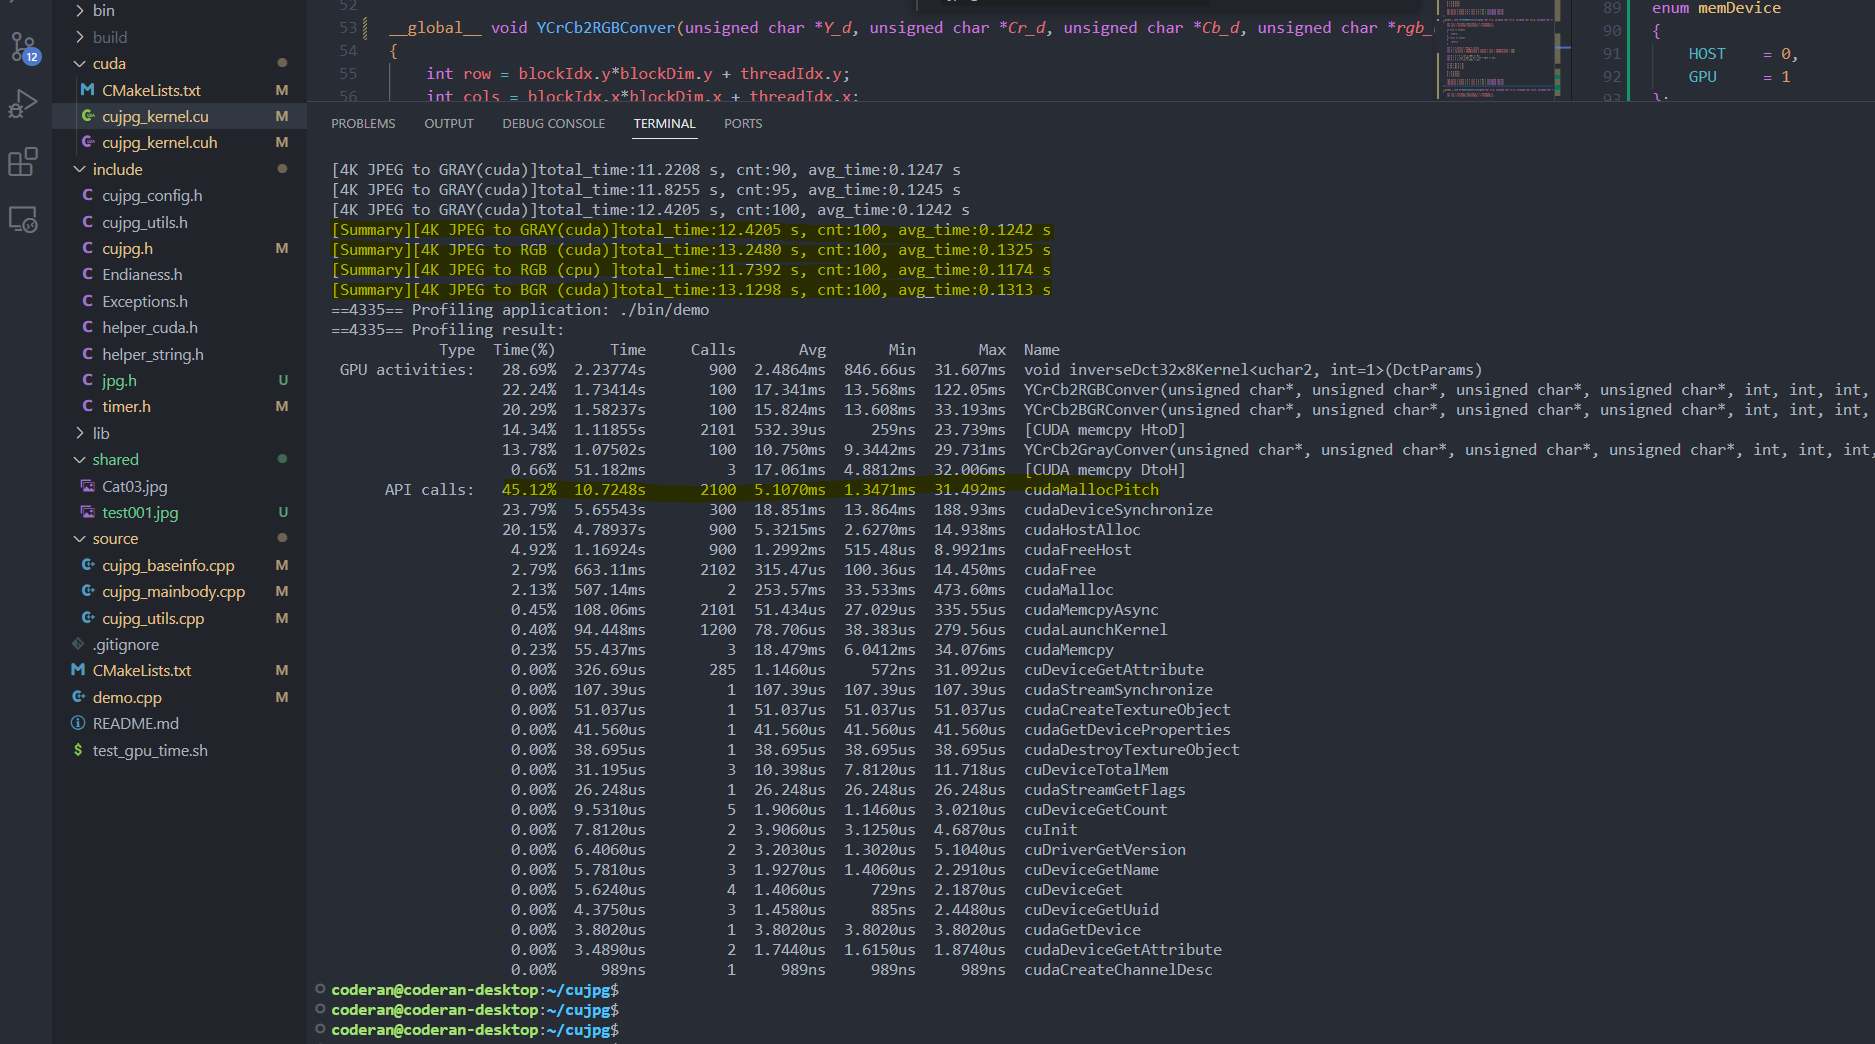 12
bin
build
cuda
CMakeLists.txt M
cujpg_kernel.cu M
cujpg_kernel.cuh M
include
cujpg_config.h
cujpg_utils.h
cujpg.h M
Endianess.h
Exceptions.h
helper_cuda.h
helper_string.h
jpg.h U
timer.h M
lib
shared
Cat03.jpg
test001.jpg U
source
cujpg_baseinfo.cpp M
cujpg_mainbody.cpp M
cujpg_utils.cpp M
.gitignore
CMakeLists.txt M
demo.cpp M
README.md
test_gpu_time.sh
52
53 __global__ void YCrCb2RGBConver(unsigned char *Y_d, unsigned char *Cr_d, unsigned char *Cb_d, unsigned char *rgb_
54 {
55 int row = blockIdx.y*blockDim.y + threadIdx.y;
56 int cols = blockIdx.x*blockDim.x + threadIdx.x;
89 enum memDevice
90 {
91 HOST = 0,
92 GPU = 1
93 };
PROBLEMS OUTPUT DEBUG CONSOLE TERMINAL PORTS
[4K JPEG to GRAY(cuda)]total_time:11.2208 s, cnt:90, avg_time:0.1247 s
[4K JPEG to GRAY(cuda)]total_time:11.8255 s, cnt:95, avg_time:0.1245 s
[4K JPEG to GRAY(cuda)]total_time:12.4205 s, cnt:100, avg_time:0.1242 s
[Summary][4K JPEG to GRAY(cuda)]total_time:12.4205 s, cnt:100, avg_time:0.1242 s
[Summary][4K JPEG to RGB (cuda)]total_time:13.2480 s, cnt:100, avg_time:0.1325 s
[Summary][4K JPEG to RGB (cpu) ]total_time:11.7392 s, cnt:100, avg_time:0.1174 s
[Summary][4K JPEG to BGR (cuda)]total_time:13.1298 s, cnt:100, avg_time:0.1313 s
==4335== Profiling application: ./bin/demo
==4335== Profiling result:
Type Time(%) Time Calls Avg Min Max Name
GPU activities: 28.69% 2.23774s 900 2.4864ms 846.66us 31.607ms void inverseDct32x8Kernel<uchar2, int=1>(DctParams)
22.24% 1.73414s 100 17.341ms 13.568ms 122.05ms YCrCb2RGBConver(unsigned char*, unsigned char*, unsigned char*, unsigned char*, int, int, int,
20.29% 1.58237s 100 15.824ms 13.608ms 33.193ms YCrCb2BGRConver(unsigned char*, unsigned char*, unsigned char*, unsigned char*, int, int, int,
14.34% 1.11855s 2101 532.39us 259ns 23.739ms [CUDA memcpy HtoD]
13.78% 1.07502s 100 10.750ms 9.3442ms 29.731ms YCrCb2GrayConver(unsigned char*, unsigned char*, unsigned char*, unsigned char*, int, int, int,
0.66% 51.182ms 3 17.061ms 4.8812ms 32.006ms [CUDA memcpy DtoH]
API calls: 45.12% 10.7248s 2100 5.1070ms 1.3471ms 31.492ms cudaMallocPitch
23.79% 5.65543s 300 18.851ms 13.864ms 188.93ms cudaDeviceSynchronize
20.15% 4.78937s 900 5.3215ms 2.6270ms 14.938ms cudaHostAlloc
4.92% 1.16924s 900 1.2992ms 515.48us 8.9921ms cudaFreeHost
2.79% 663.11ms 2102 315.47us 100.36us 14.450ms cudaFree
2.13% 507.14ms 2 253.57ms 33.533ms 473.60ms cudaMalloc
0.45% 108.06ms 2101 51.434us 27.029us 335.55us cudaMemcpyAsync
0.40% 94.448ms 1200 78.706us 38.383us 279.56us cudaLaunchKernel
0.23% 55.437ms 3 18.479ms 6.0412ms 34.076ms cudaMemcpy
0.00% 326.69us 285 1.1460us 572ns 31.092us cuDeviceGetAttribute
0.00% 107.39us 1 107.39us 107.39us 107.39us cudaStreamSynchronize
0.00% 51.037us 1 51.037us 51.037us 51.037us cudaCreateTextureObject
0.00% 41.560us 1 41.560us 41.560us 41.560us cudaGetDeviceProperties
0.00% 38.695us 1 38.695us 38.695us 38.695us cudaDestroyTextureObject
0.00% 31.195us 3 10.398us 7.8120us 11.718us cuDeviceTotalMem
0.00% 26.248us 1 26.248us 26.248us 26.248us cudaStreamGetFlags
0.00% 9.5310us 5 1.9060us 1.1460us 3.0210us cuDeviceGetCount
0.00% 7.8120us 2 3.9060us 3.1250us 4.6870us cuInit
0.00% 6.4060us 2 3.2030us 1.3020us 5.1040us cuDriverGetVersion
0.00% 5.7810us 3 1.9270us 1.4060us 2.2910us cuDeviceGetName
0.00% 5.6240us 4 1.4060us 729ns 2.1870us cuDeviceGet
0.00% 4.3750us 3 1.4580us 885ns 2.4480us cuDeviceGetUuid
0.00% 3.8020us 1 3.8020us 3.8020us 3.8020us cudaGetDevice
0.00% 3.4890us 2 1.7440us 1.6150us 1.8740us cudaDeviceGetAttribute
0.00% 989ns 1 989ns 989ns 989ns cudaCreateChannelDesc
coderan@coderan-desktop:~/cujpg$
coderan@coderan-desktop:~/cujpg$
coderan@coderan-desktop:~/cujpg$